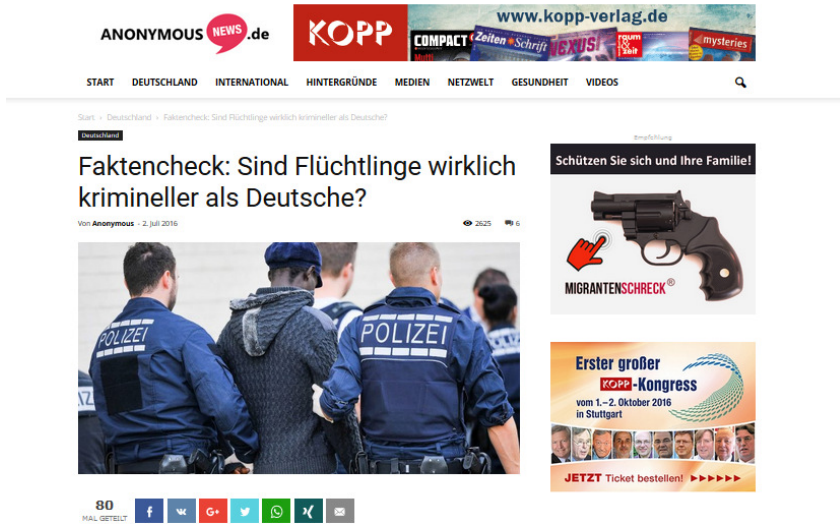 ANONYMOUS NEWS .de
KOPP
www.kopp-verlag.de
COMPACT
Zeiten Schrift
NEXUS
raum
&
zeit
mysteries
START DEUTSCHLAND INTERNATIONAL HINTERGRÜNDE MEDIEN NETZWELT GESUNDHEIT VIDEOS
Start › Deutschland › Faktencheck: Sind Flüchtlinge wirklich krimineller als Deutsche?
Deutschland
Faktencheck: Sind Flüchtlinge wirklich
krimineller als Deutsche?
Von Anonymous - 2. Juli 2016
2625 6
POLIZEI
POLIZEI
80
MAL GETEILT
Empfehlung
Schützen Sie sich und Ihre Familie!
MIGRANTENSCHRECK®
Erster großer
KOPP-Kongress
vom 1.–2. Oktober 2016
in Stuttgart
JETZT Ticket bestellen!